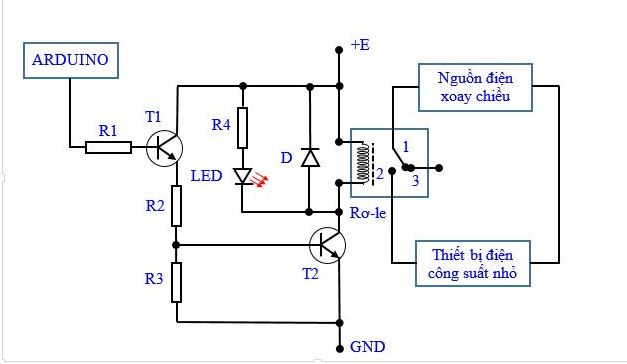 +E
ARDUINO
Nguồn điện
xoay chiều
T1
R1
R4
1
D
LED
2
3
R2
Rơ-le
T2
Thiết bị điện
công suất nhỏ
R3
GND